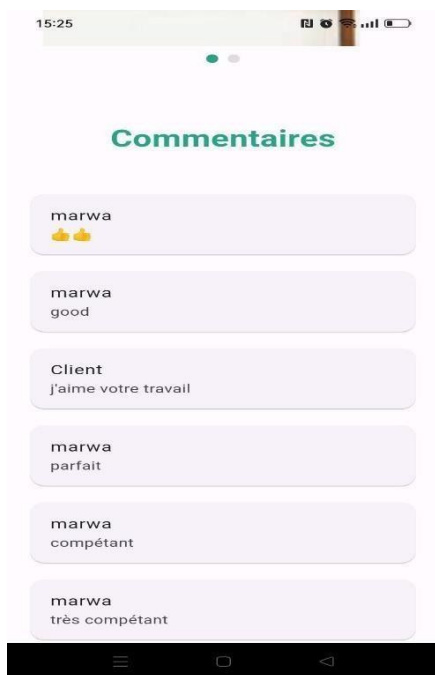 15:25
Commentaires
marwa
👍👍
marwa
good
Client
j'aime votre travail
marwa
parfait
marwa
compétant
marwa
très compétant